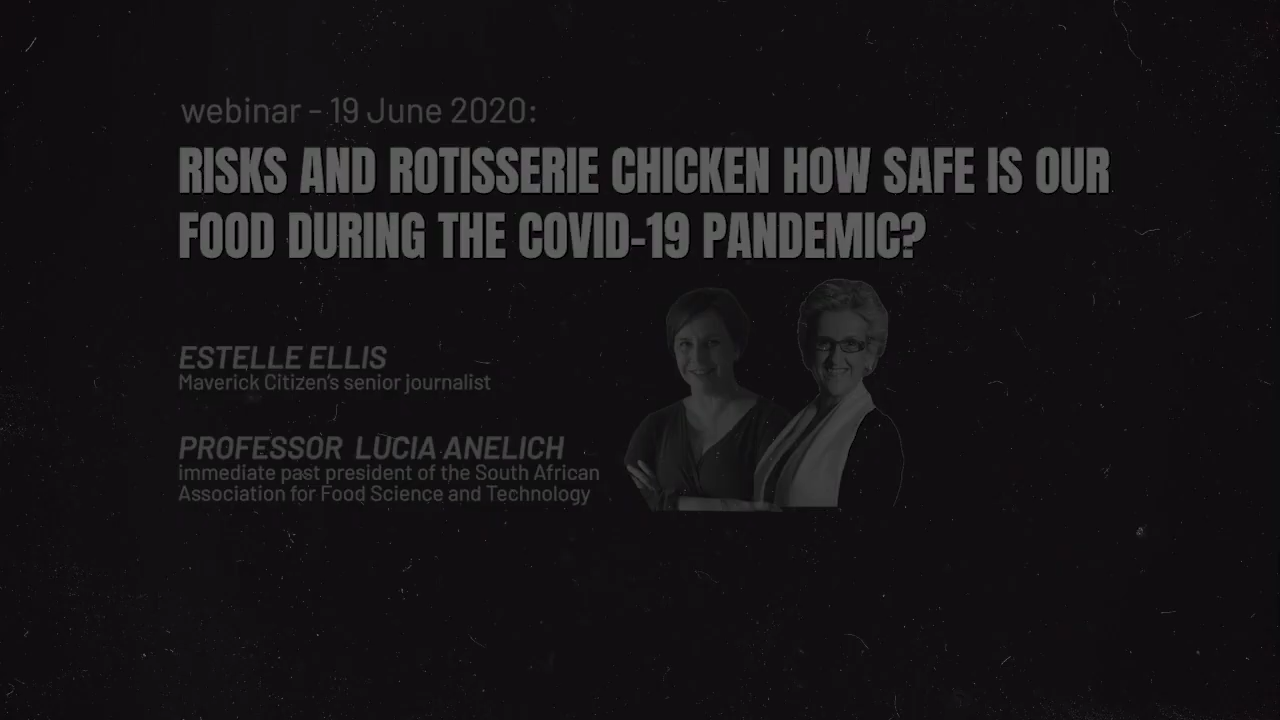 webinar - 19 June 2020:
RISKS AND ROTISSERIE CHICKEN HOW SAFE IS OUR
FOOD DURING THE COVID-19 PANDEMIC?
ESTELLE ELLIS
Maverick Citizen's senior journalist
PROFESSOR LUCIA ANELICH
immediate past president of the South African
Association for Food Science and Technology